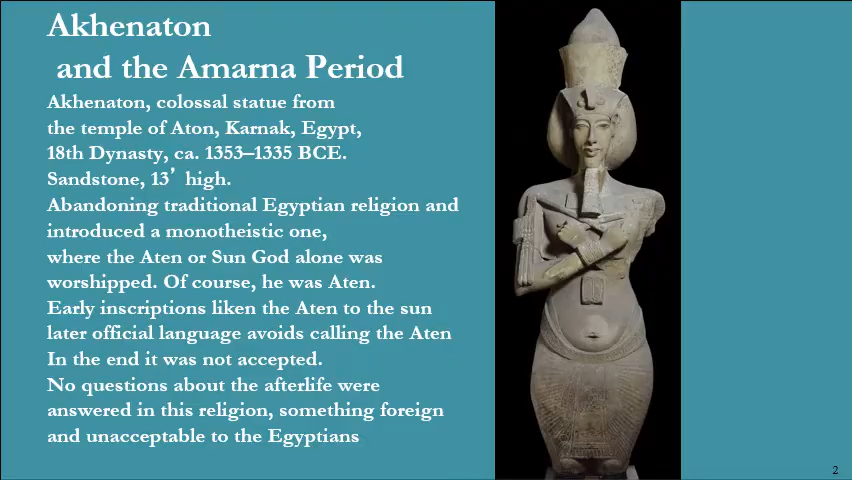 Akhenaton
and the Amarna Period
Akhenaton, colossal statue from
the temple of Aton, Karnak, Egypt,
18th Dynasty, ca. 1353–1335 BCE.
Sandstone, 13’ high.
Abandoning traditional Egyptian religion and
introduced a monotheistic one,
where the Aten or Sun God alone was
worshipped. Of course, he was Aten.
Early inscriptions liken the Aten to the sun
later official language avoids calling the Aten
In the end it was not accepted.
No questions about the afterlife were
answered in this religion, something foreign
and unacceptable to the Egyptians
2